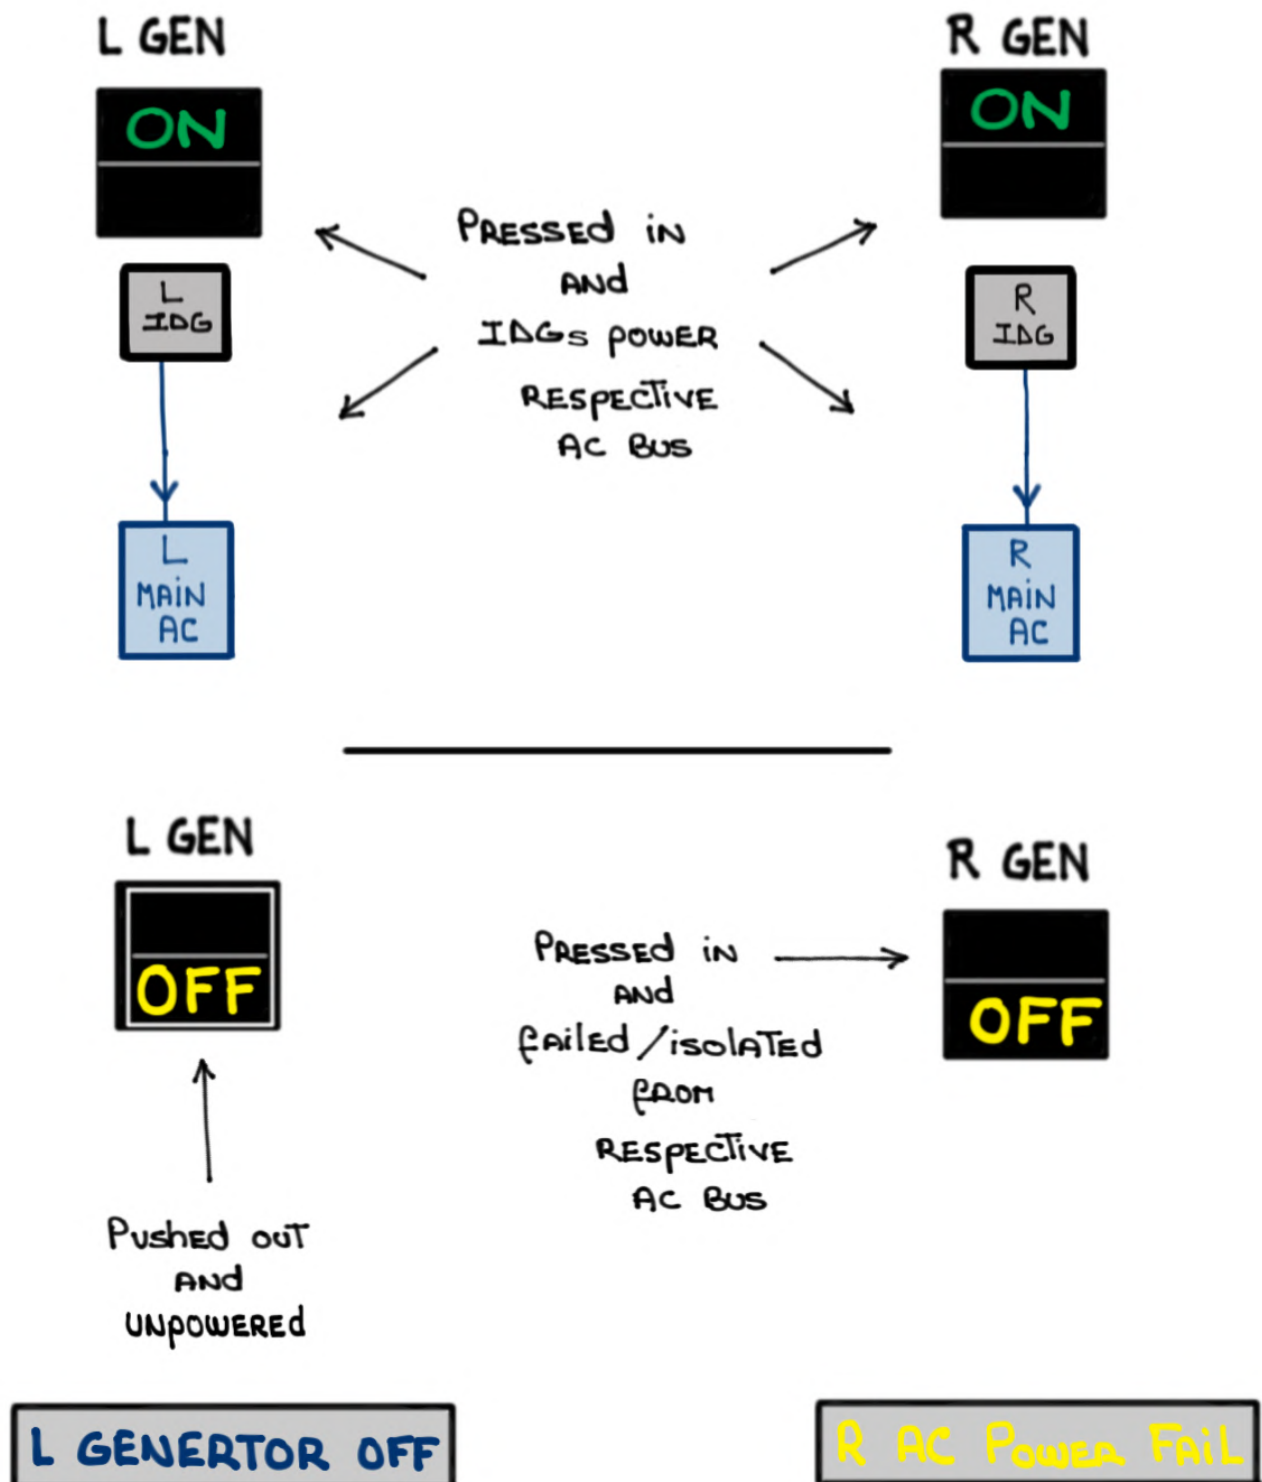 L GEN
R GEN
ON
ON
PRESSED iN
AND
IDGs POWER
RESPECTiVE
AC BUS
L
IDG
R
IDG
L
MAiN
AC
R
MAiN
AC
L GEN
R GEN
OFF
OFF
PRESSED iN
AND
fAiLED/isolATED
fROM
RESPECTiVE
AC BUS
Pushed ouT
AND
UNPOWEREd
L GENERTOR OFF
R AC POWER FAiL